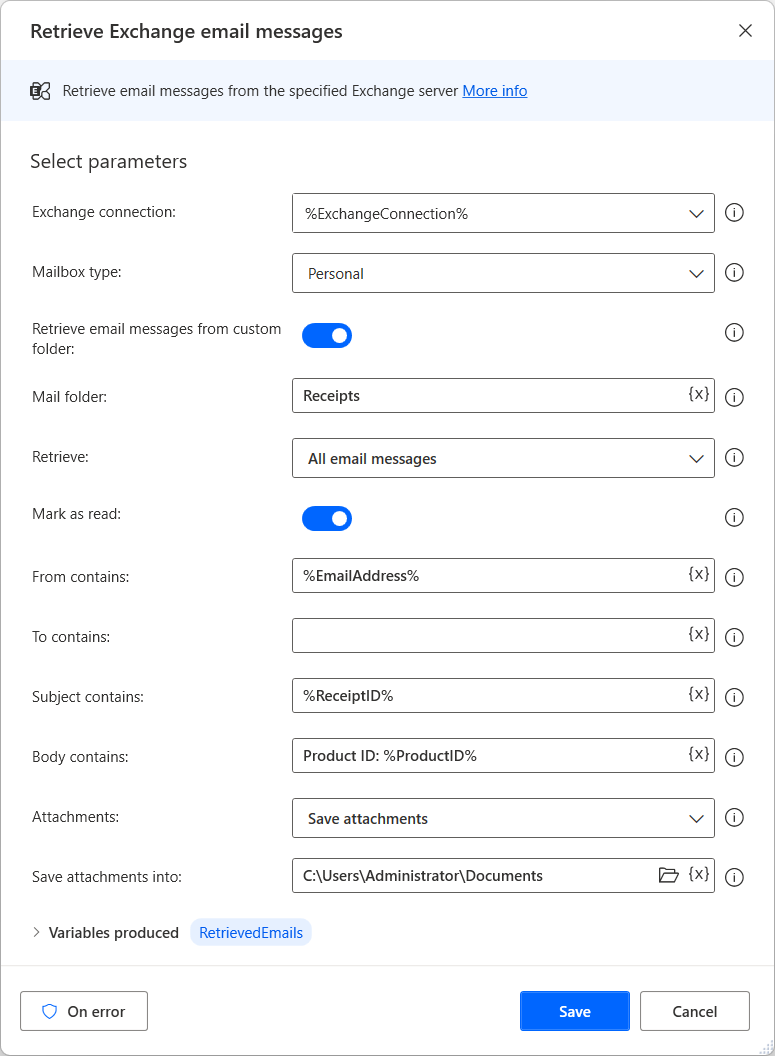 Retrieve Exchange email messages
Retrieve email messages from the specified Exchange server More info
Select parameters
Exchange connection: %ExchangeConnection%
Mailbox type: Personal
Retrieve email messages from custom
folder:
Mail folder: Receipts {x}
Retrieve: All email messages
Mark as read:
From contains: %EmailAddress% {x}
To contains: {x}
Subject contains: %ReceiptID% {x}
Body contains: Product ID: %ProductID% {x}
Attachments: Save attachments
Save attachments into: C:\Users\Administrator\Documents {x}
Variables produced RetrievedEmails
On error Save Cancel